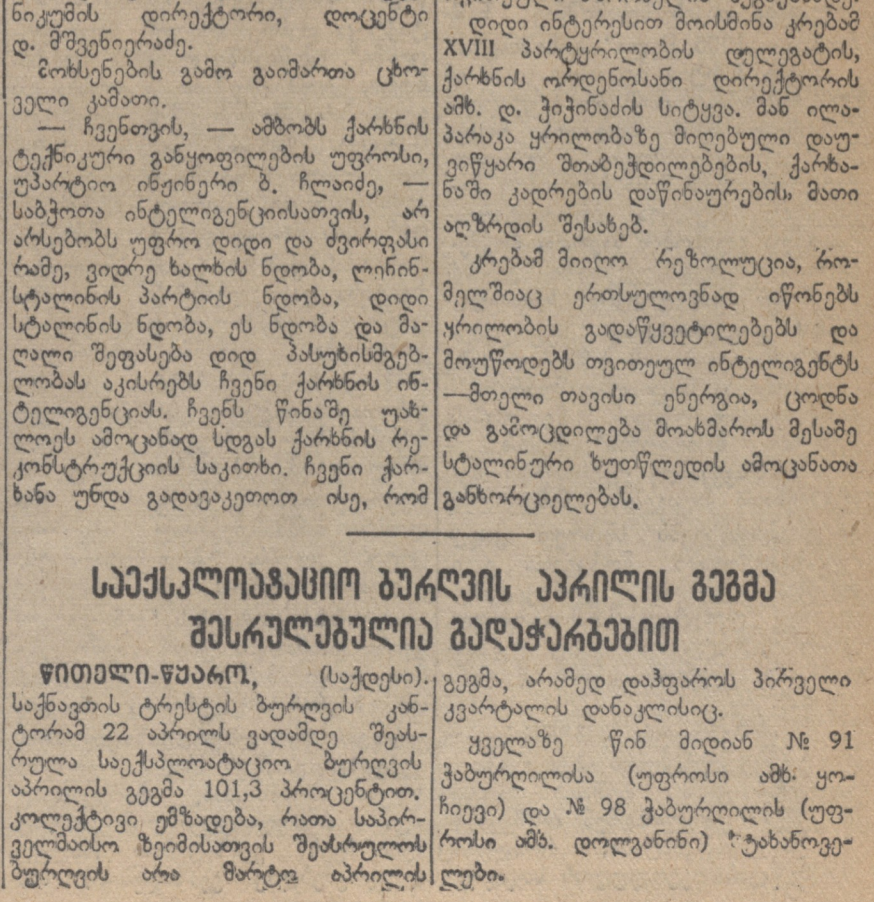 ნიკუმის დირექტორი, დოცენტი
დ. მშვენიერაძე.
მოხსენების გამო გაიმართა ცხო-
ველი კამათი.
— ჩვენთვის, — ამბობს ქარხნის
ტექნიკური განყოფილების უფროსი,
უპარტიო ინჟინერი ბ. ჩლაიძე, —
საბჭოთა ინტელიგენციისათვის, არ
არსებობს უფრო დიდი და ძვირფასი
რამე, ვიდრე ხალხის ნდობა, ლენინ-
სტალინის პარტიის ნდობა, დიდი
სტალინის ნდობა, ეს ნდობა და მა-
ღალი შეფასება დიდ პასუხისმგებ-
ლობას აკისრებს ჩვენი ქარხნის ინ-
ტელიგენციას. ჩვენს წინაშე უახ-
ლოეს ამოცანად სდგას ქარხნის რე-
კონსტრუქციის საკითხი. ჩვენი ქარ-
ხანა უნდა გადავაკეთოთ ისე, რომ
დიდი ინტერესით მოისმინა კრებამ
XVIII პარტყრილობის დელეგატის,
ქარხნის ორდენოსანი დირექტორის
ამხ. დ. ჭიჭინაძის სიტყვა. მან ილა-
პარაკა ყრილობაზე მიღებული დაუ-
ვიწყარი შთაბეჭდილებების, ქარხა-
ნაში კადრების დაწინაურების, მათი
აღზრდის შესახებ.
კრებამ მიიღო რეზოლუცია, რო-
მელშიაც ერთსულოვნად იწონებს
ყრილობის გადაწყვეტილებებს და
მოუწოდებს თვითეულ ინტელიგენტს
—მთელი თავისი ენერგია, ცოდნა
და გამოცდილება მოახმაროს მესამე
სტალინური ხუთწლედის ამოცანათა
განხორციელებას.
საექსპლოატაციო ბურღვის აპრილის გეგმა
შესრულებულია გადაჭარბებით
წითელი-წყარო, (საქდესი).
საქნავთის ტრესტის ბურღვის კან-
ტორამ 22 აპრილს ვადამდე შეას-
რულა საექსპლოატაციო ბურღვის
აპრილის გეგმა 101,3 პროცენტით.
კოლექტივი ემზადება, რათა საპირ-
ველმაისო ზეიმისათვის შეასრულოს
ბურღვის არა მარტო აპრილის
გეგმა, არამედ დაჰფაროს პირველი
კვარტალის დანაკლისიც.
ყველაზე წინ მიდიან № 91
ჭაბურღილისა (უფროსი ამხ. ყო-
ჩიევი) და № 98 ჭაბურღილის (უფ-
როსი ამხ. დოლგანინი) სტახანოვე-
ლები.